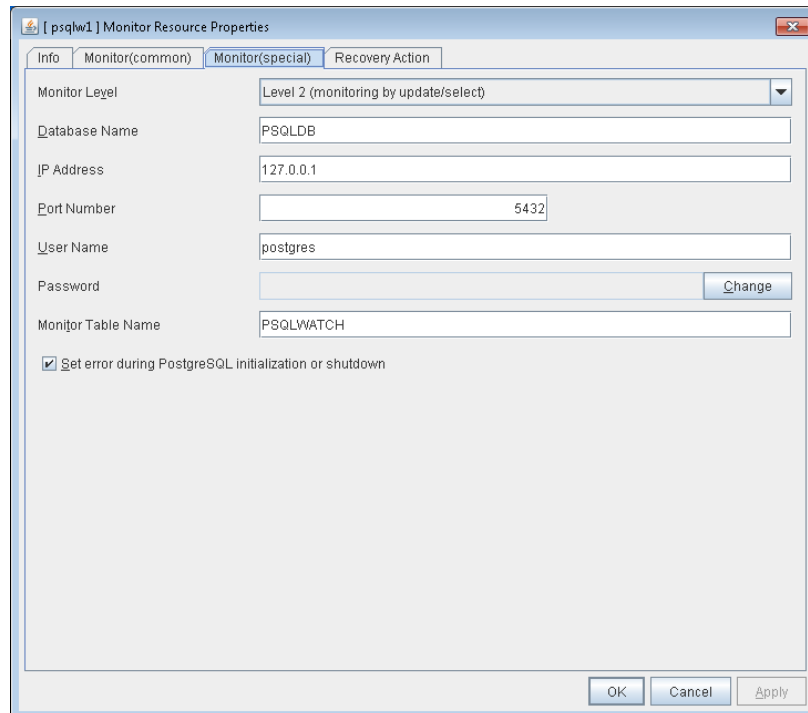 [ psqlw1 ] Monitor Resource Properties
Info Monitor(common) Monitor(special) Recovery Action
Monitor Level Level 2 (monitoring by update/select)
Database Name PSQLDB
IP Address 127.0.0.1
Port Number 5432
User Name postgres
Password Change
Monitor Table Name PSQLWATCH
Set error during PostgreSQL initialization or shutdown
OK Cancel Apply